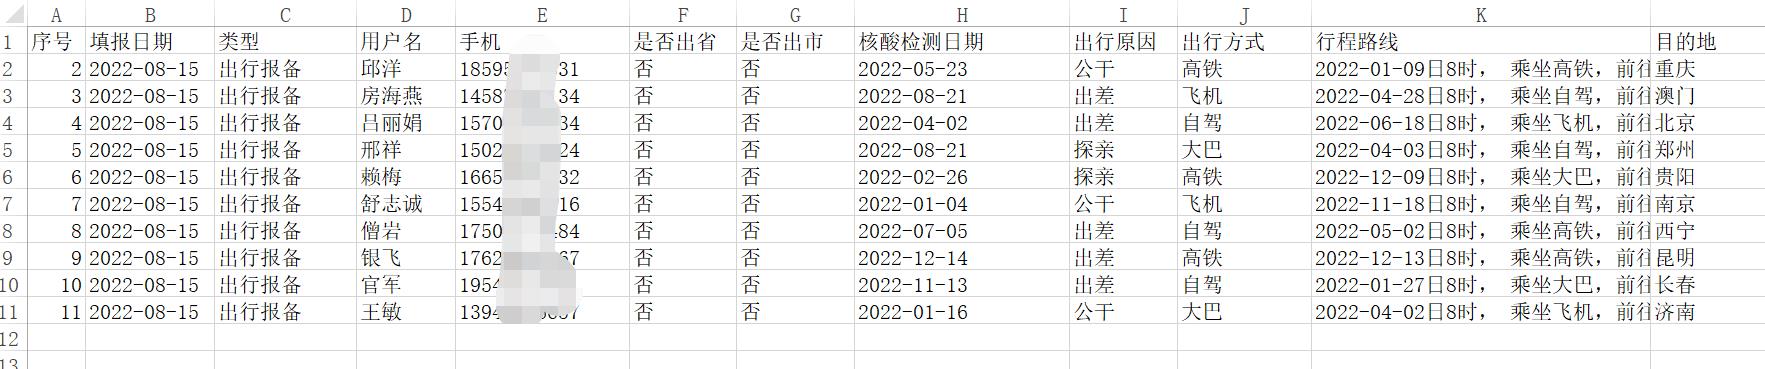 A B C D E F G H I J K
1 序号 填报日期 类型 用户名 手机 是否出省 是否出市 核酸检测日期 出行原因 出行方式 行程路线 目的地
2 2 2022-08-15 出行报备 邱洋 1859 31 否 否 2022-05-23 公干 高铁 2022-01-09日8时， 乘坐高铁，前往 重庆
3 3 2022-08-15 出行报备 房海燕 1458 34 否 否 2022-08-21 出差 飞机 2022-04-28日8时， 乘坐自驾，前往 澳门
4 4 2022-08-15 出行报备 吕丽娟 1570 34 否 否 2022-04-02 出差 自驾 2022-06-18日8时， 乘坐飞机，前往 北京
5 5 2022-08-15 出行报备 邢祥 1502 24 否 否 2022-08-21 探亲 大巴 2022-04-03日8时， 乘坐自驾，前往 郑州
6 6 2022-08-15 出行报备 赖梅 1665 32 否 否 2022-02-26 探亲 高铁 2022-12-09日8时， 乘坐大巴，前往 贵阳
7 7 2022-08-15 出行报备 舒志诚 1554 16 否 否 2022-01-04 公干 飞机 2022-11-18日8时， 乘坐自驾，前往 南京
8 8 2022-08-15 出行报备 僧岩 1750 84 否 否 2022-07-05 出差 自驾 2022-05-02日8时， 乘坐高铁，前往 西宁
9 9 2022-08-15 出行报备 银飞 1762 7 否 否 2022-12-14 出差 高铁 2022-12-13日8时， 乘坐高铁，前往 昆明
10 10 2022-08-15 出行报备 官军 195 否 否 2022-11-13 出差 自驾 2022-01-27日8时， 乘坐大巴，前往 长春
11 11 2022-08-15 出行报备 王敏 139 否 否 2022-01-16 公干 大巴 2022-04-02日8时， 乘坐飞机，前往 济南
12
13